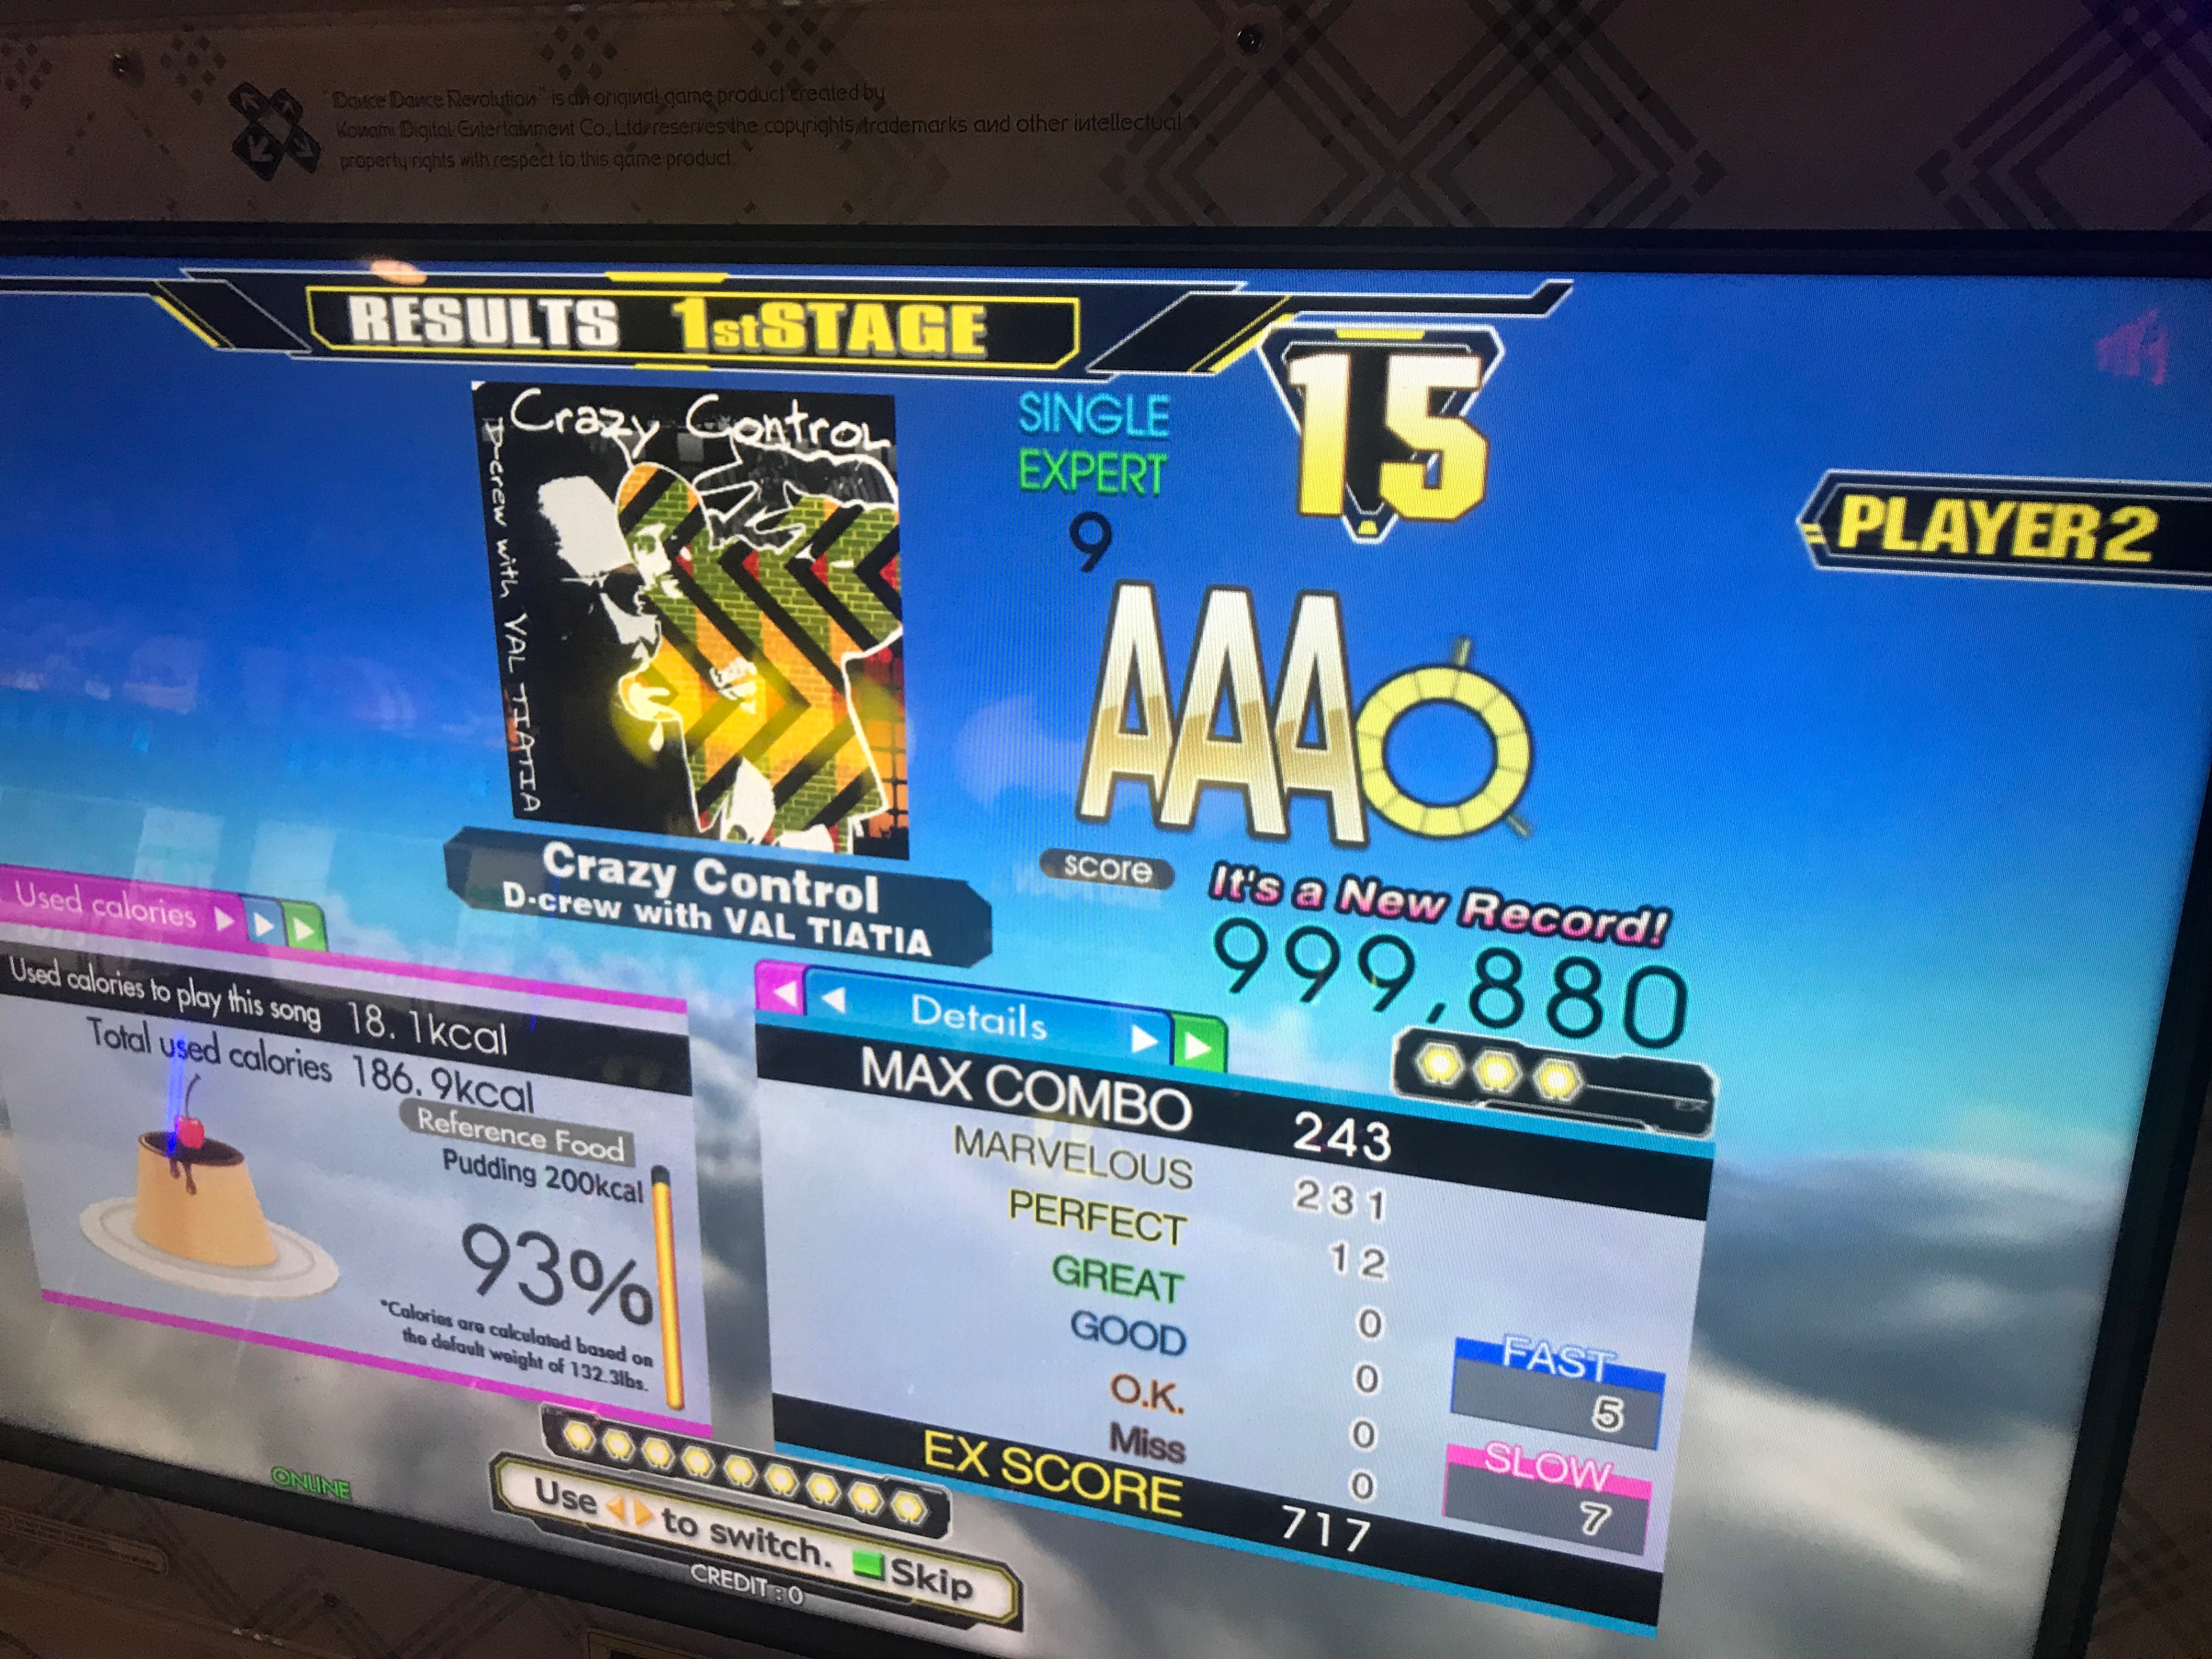 "Dance Dance Revolution" is an original game product created by
Konami Digital Entertainment Co., Ltd. reserves the copyrights, trademarks and other intellectual
property rights with respect to this game product.
RESULTS 1st STAGE
15
SINGLE
EXPERT
9
PLAYER2
Crazy Control
D-crew with VAL TIATIA
AAA
Crazy Control
D-crew with VAL TIATIA
score
It's a New Record!
999,880
Used calories
Used calories to play this song 18.1kcal
Total used calories 186.9kcal
Reference Food
Pudding 200kcal
93%
*Calories are calculated based on
the default weight of 132.3lbs.
Details
EX
MAX COMBO 243
MARVELOUS 231
PERFECT 12
GREAT 0
GOOD 0
O.K. 0
Miss 0
EX SCORE 717
FAST
5
SLOW
7
ONLINE
Use to switch. Skip
CREDIT : 0